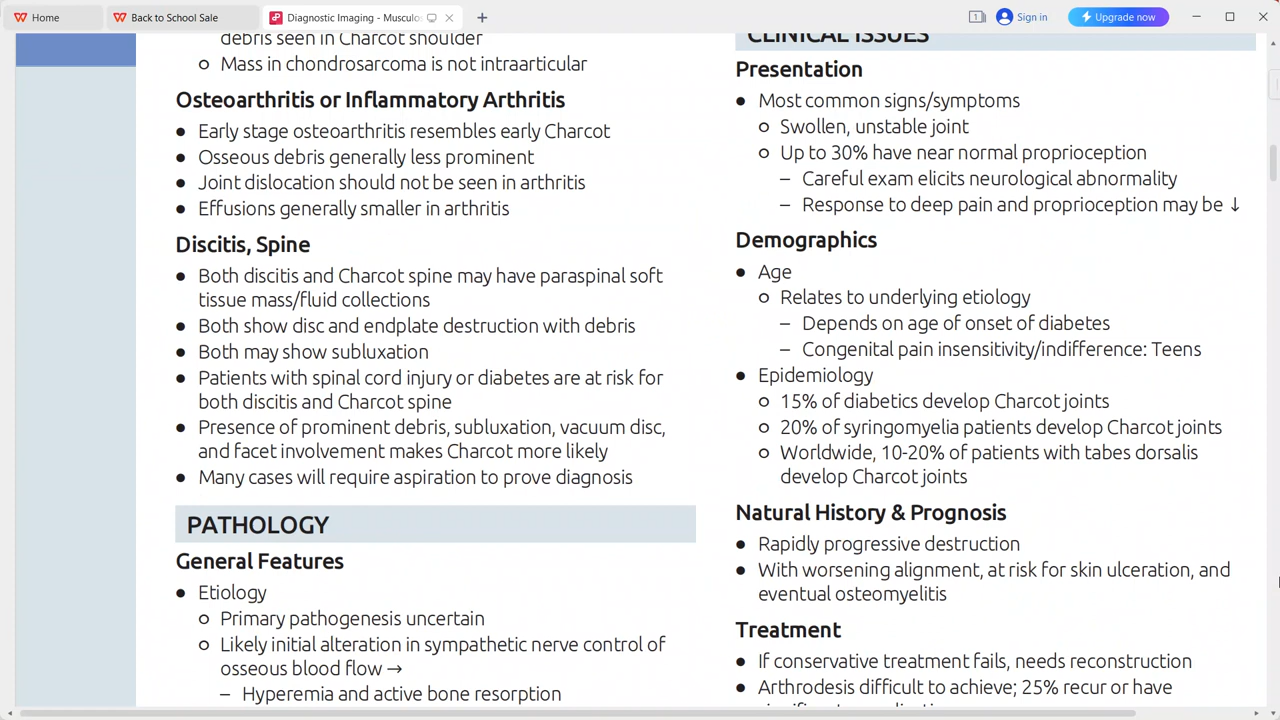 Home
Back to School Sale
Diagnostic Imaging - Musculo
1
Sign in
Upgrade now
debris seen in Charcot shoulder
o Mass in chondrosarcoma is not intraarticular
Osteoarthritis or Inflammatory Arthritis
● Early stage osteoarthritis resembles early Charcot
● Osseous debris generally less prominent
● Joint dislocation should not be seen in arthritis
● Effusions generally smaller in arthritis
Discitis, Spine
● Both discitis and Charcot spine may have paraspinal soft
tissue mass/fluid collections
● Both show disc and endplate destruction with debris
● Both may show subluxation
● Patients with spinal cord injury or diabetes are at risk for
both discitis and Charcot spine
● Presence of prominent debris, subluxation, vacuum disc,
and facet involvement makes Charcot more likely
● Many cases will require aspiration to prove diagnosis
PATHOLOGY
General Features
● Etiology
o Primary pathogenesis uncertain
o Likely initial alteration in sympathetic nerve control of
osseous blood flow →
– Hyperemia and active bone resorption
CLINICAL ISSUES
Presentation
● Most common signs/symptoms
o Swollen, unstable joint
o Up to 30% have near normal proprioception
– Careful exam elicits neurological abnormality
– Response to deep pain and proprioception may be ↓
Demographics
● Age
o Relates to underlying etiology
– Depends on age of onset of diabetes
– Congenital pain insensitivity/indifference: Teens
● Epidemiology
o 15% of diabetics develop Charcot joints
o 20% of syringomyelia patients develop Charcot joints
o Worldwide, 10-20% of patients with tabes dorsalis
develop Charcot joints
Natural History & Prognosis
● Rapidly progressive destruction
● With worsening alignment, at risk for skin ulceration, and
eventual osteomyelitis
Treatment
● If conservative treatment fails, needs reconstruction
● Arthrodesis difficult to achieve; 25% recur or have